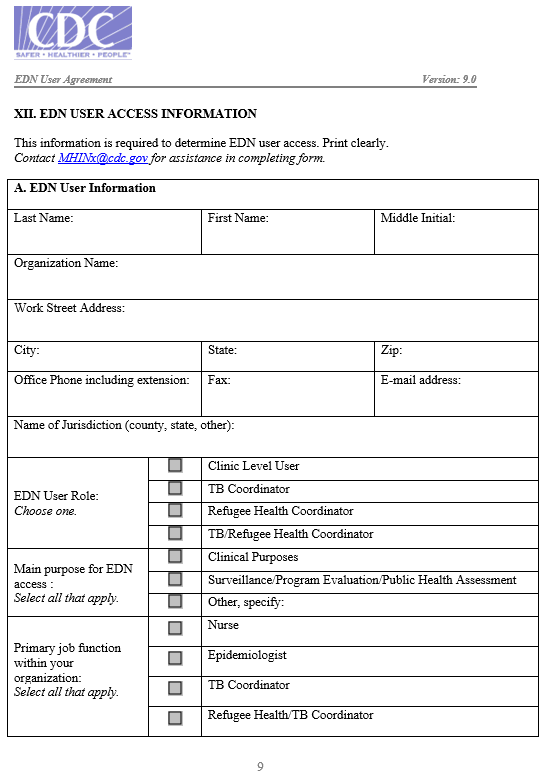 CDC
SAFER • HEALTHIER • PEOPLE™
EDN User Agreement Version: 9.0
XII. EDN USER ACCESS INFORMATION
This information is required to determine EDN user access. Print clearly.
Contact MHINx@cdc.gov for assistance in completing form.
A. EDN User Information
Last Name: First Name: Middle Initial:
Organization Name:
Work Street Address:
City: State: Zip:
Office Phone including extension: Fax: E-mail address:
Name of Jurisdiction (county, state, other):
EDN User Role:
Choose one.
Clinic Level User
TB Coordinator
Refugee Health Coordinator
TB/Refugee Health Coordinator
Main purpose for EDN
access :
Select all that apply.
Clinical Purposes
Surveillance/Program Evaluation/Public Health Assessment
Other, specify:
Primary job function
within your
organization:
Select all that apply.
Nurse
Epidemiologist
TB Coordinator
Refugee Health/TB Coordinator
9